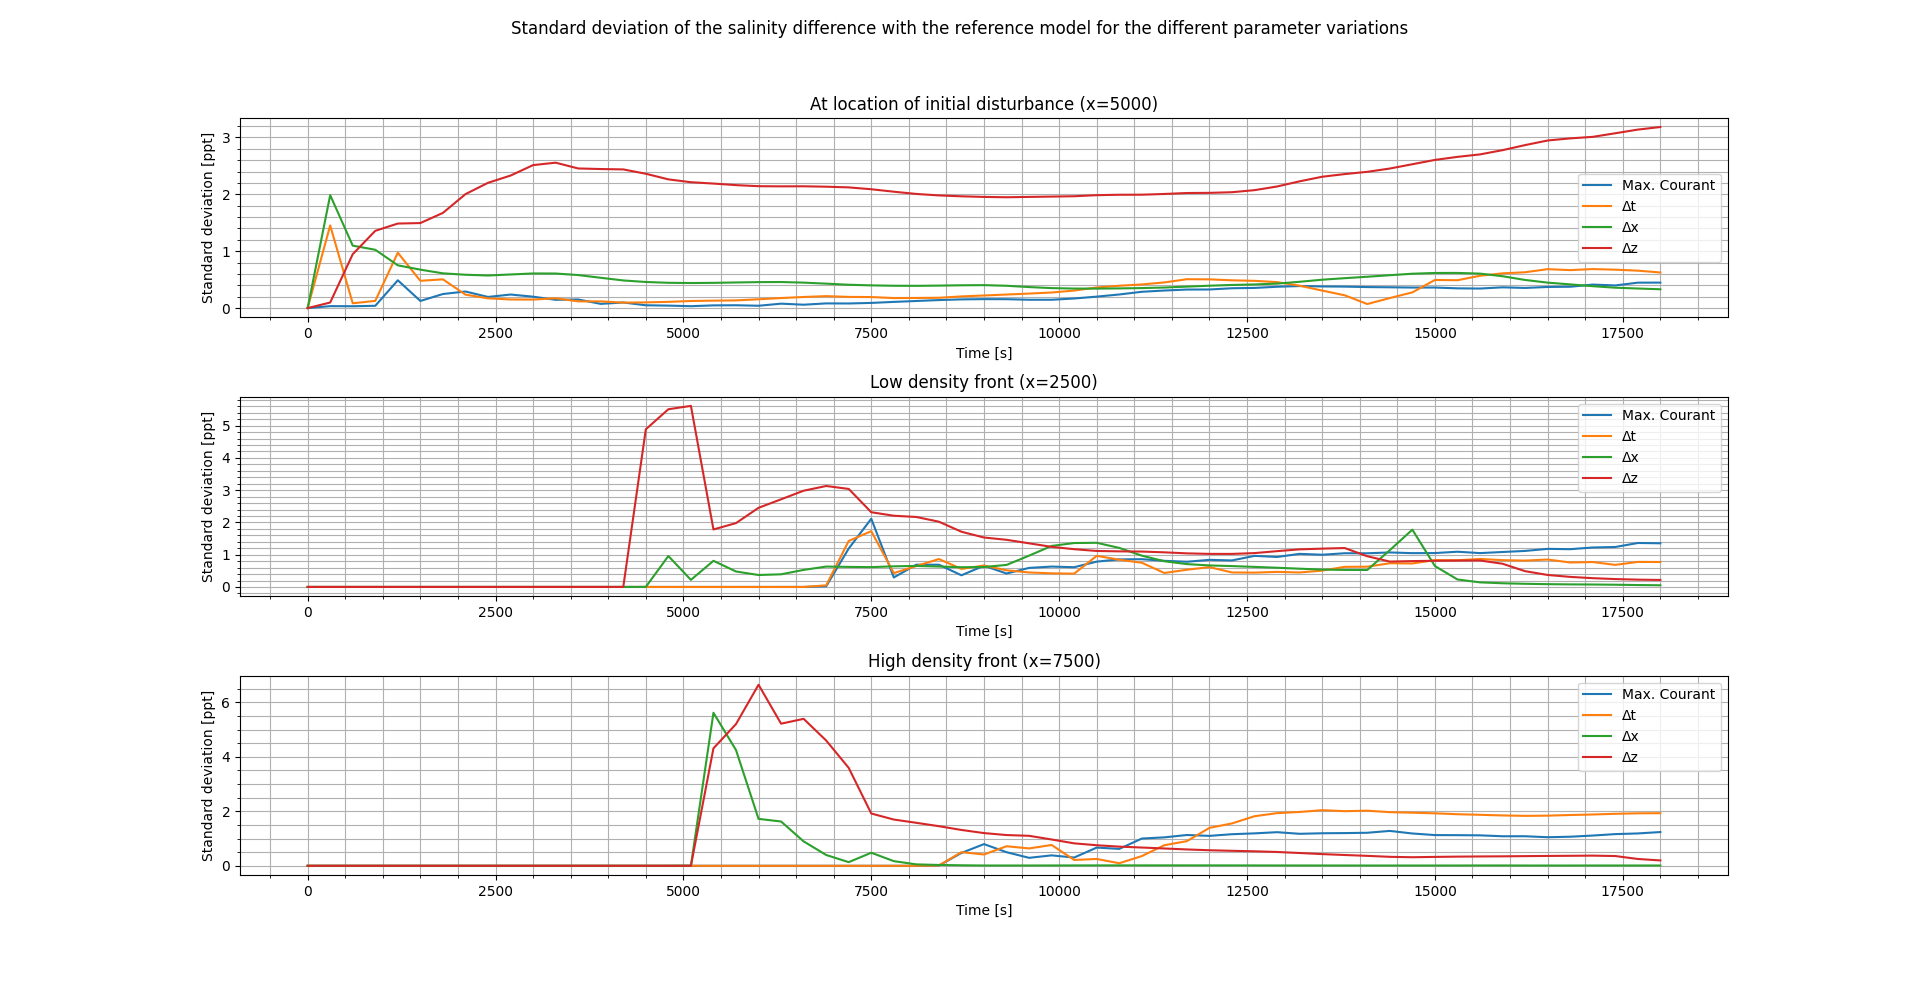 Standard deviation of the salinity difference with the reference model for the different parameter variations
At location of initial disturbance (x=5000)
Standard deviation [ppt]
3
2
1
0
Max. Courant
Δt
Δx
Δz
0 2500 5000 7500 10000 12500 15000 17500
Time [s]
Low density front (x=2500)
Standard deviation [ppt]
5
4
3
2
1
0
Max. Courant
Δt
Δx
Δz
0 2500 5000 7500 10000 12500 15000 17500
Time [s]
High density front (x=7500)
Standard deviation [ppt]
6
4
2
0
Max. Courant
Δt
Δx
Δz
0 2500 5000 7500 10000 12500 15000 17500
Time [s]